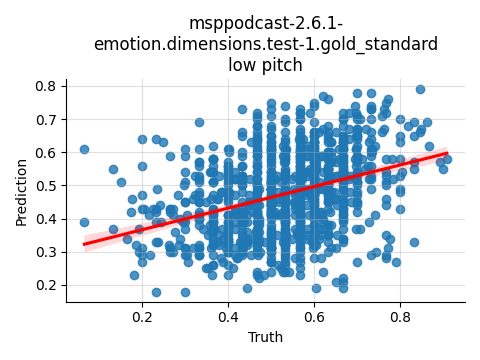 msppodcast-2.6.1-
emotion.dimensions.test-1.gold_standard
low pitch
0.8
0.7
0.6
0.5
0.4
0.3
0.2
Prediction
0.2
0.4
0.6
0.8
Truth